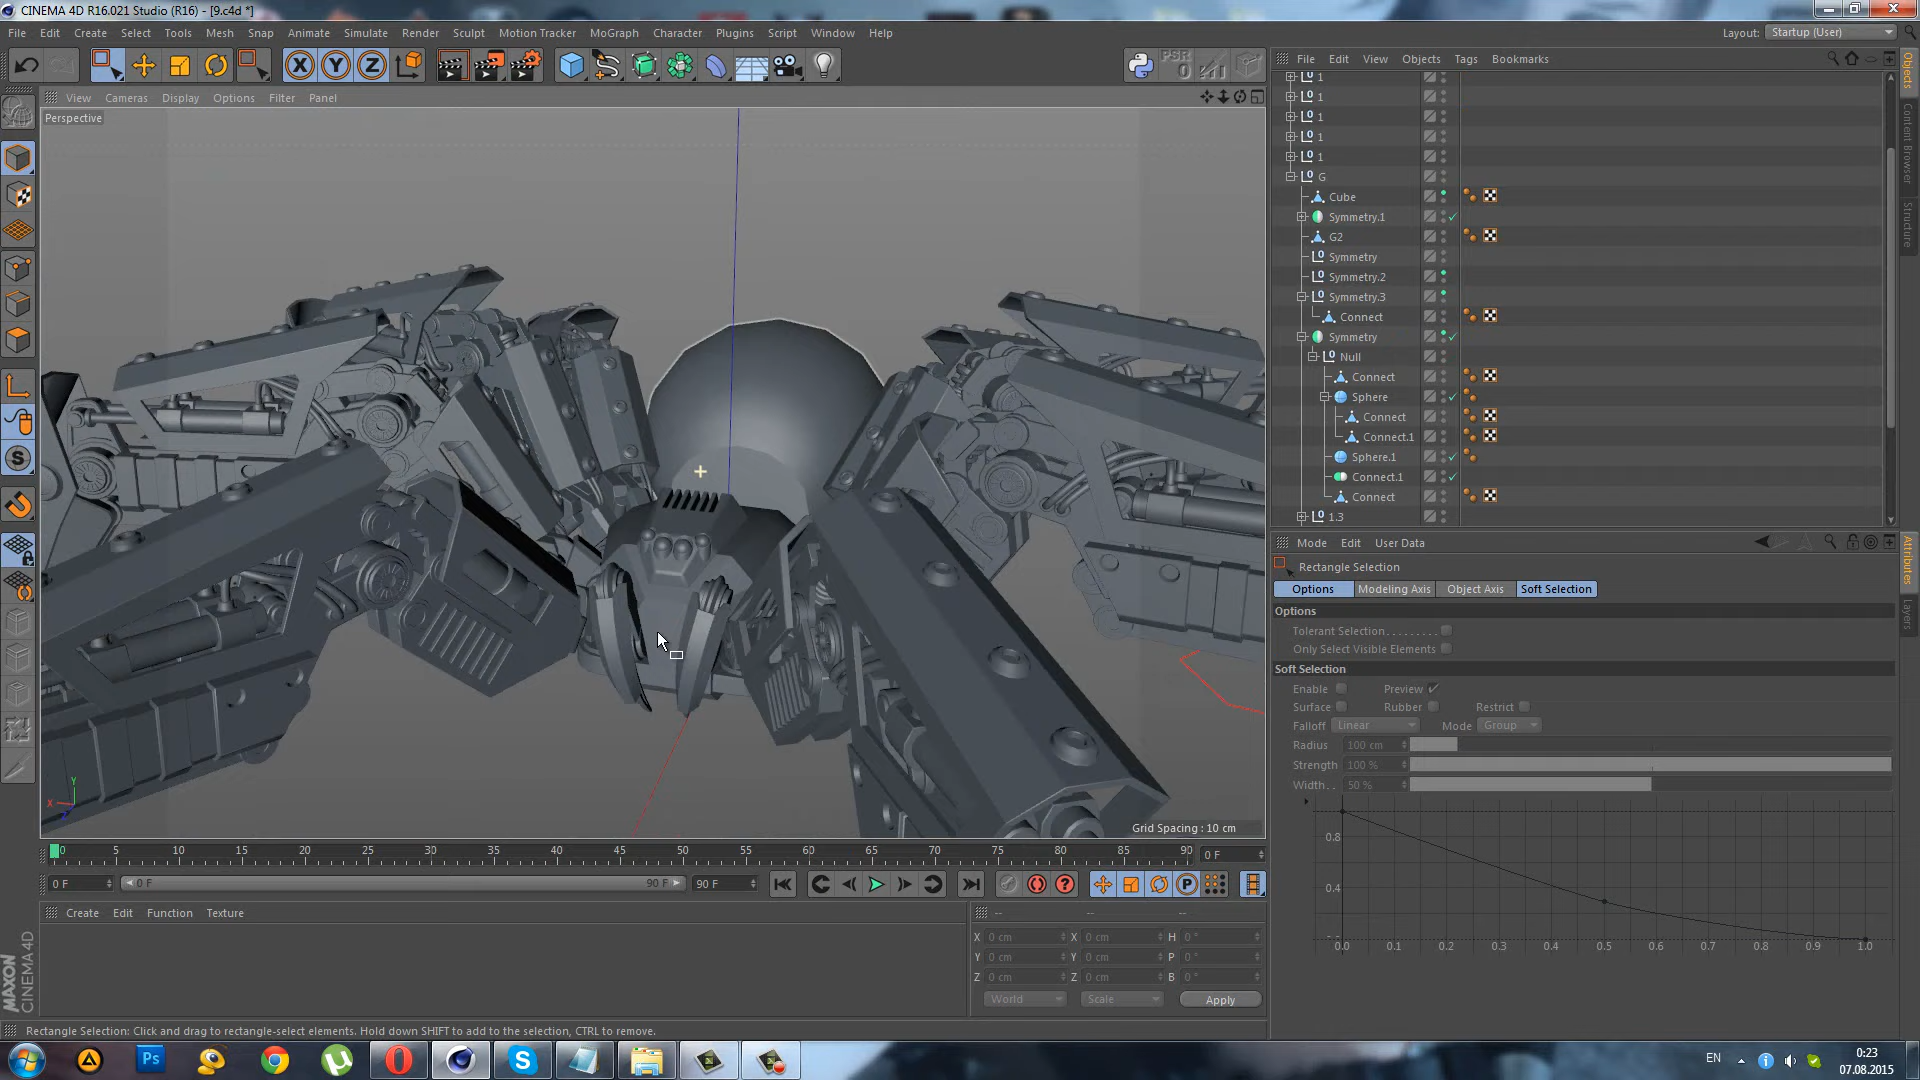 CINEMA 4D R16.021 Studio (R16) - [9.c4d *]
File Edit Create Select Tools Mesh Snap Animate Simulate Render Sculpt Motion Tracker MoGraph Character Plugins Script Window Help
Layout: Startup (User)
X Y Z
PSR
0
File Edit View Objects Tags Bookmarks
View Cameras Display Options Filter Panel
Perspective
Objects
Content Browser
Structure
1
1
1
1
1
G
Cube
Symmetry.1
G2
Symmetry
Symmetry.2
Symmetry.3
Connect
Symmetry
Null
Connect
Sphere
Connect
Connect.1
Sphere.1
Connect.1
Connect
1.3
Mode Edit User Data
Attributes
Layers
Rectangle Selection
Options Modeling Axis Object Axis Soft Selection
Options
Tolerant Selection
Only Select Visible Elements
Soft Selection
Enable Preview
Surface Rubber Restrict
Falloff Linear Mode Group
Radius 100 cm
Strength 100 %
Width 50 %
0.8
0.4
0.0 0.1 0.2 0.3 0.4 0.5 0.6 0.7 0.8 0.9 1.0
Y
X
Z
Grid Spacing : 10 cm
0 5 10 15 20 25 30 35 40 45 50 55 60 65 70 75 80 85 90 0 F
0 F 0 F 90 F 90 F
Create Edit Function Texture
-- -- --
X 0 cm X 0 cm H 0 °
Y 0 cm Y 0 cm P 0 °
Z 0 cm Z 0 cm B 0 °
World Scale Apply
MAXON
CINEMA 4D
Rectangle Selection: Click and drag to rectangle-select elements. Hold down SHIFT to add to the selection, CTRL to remove.
Ps
EN
0:23
07.08.2015